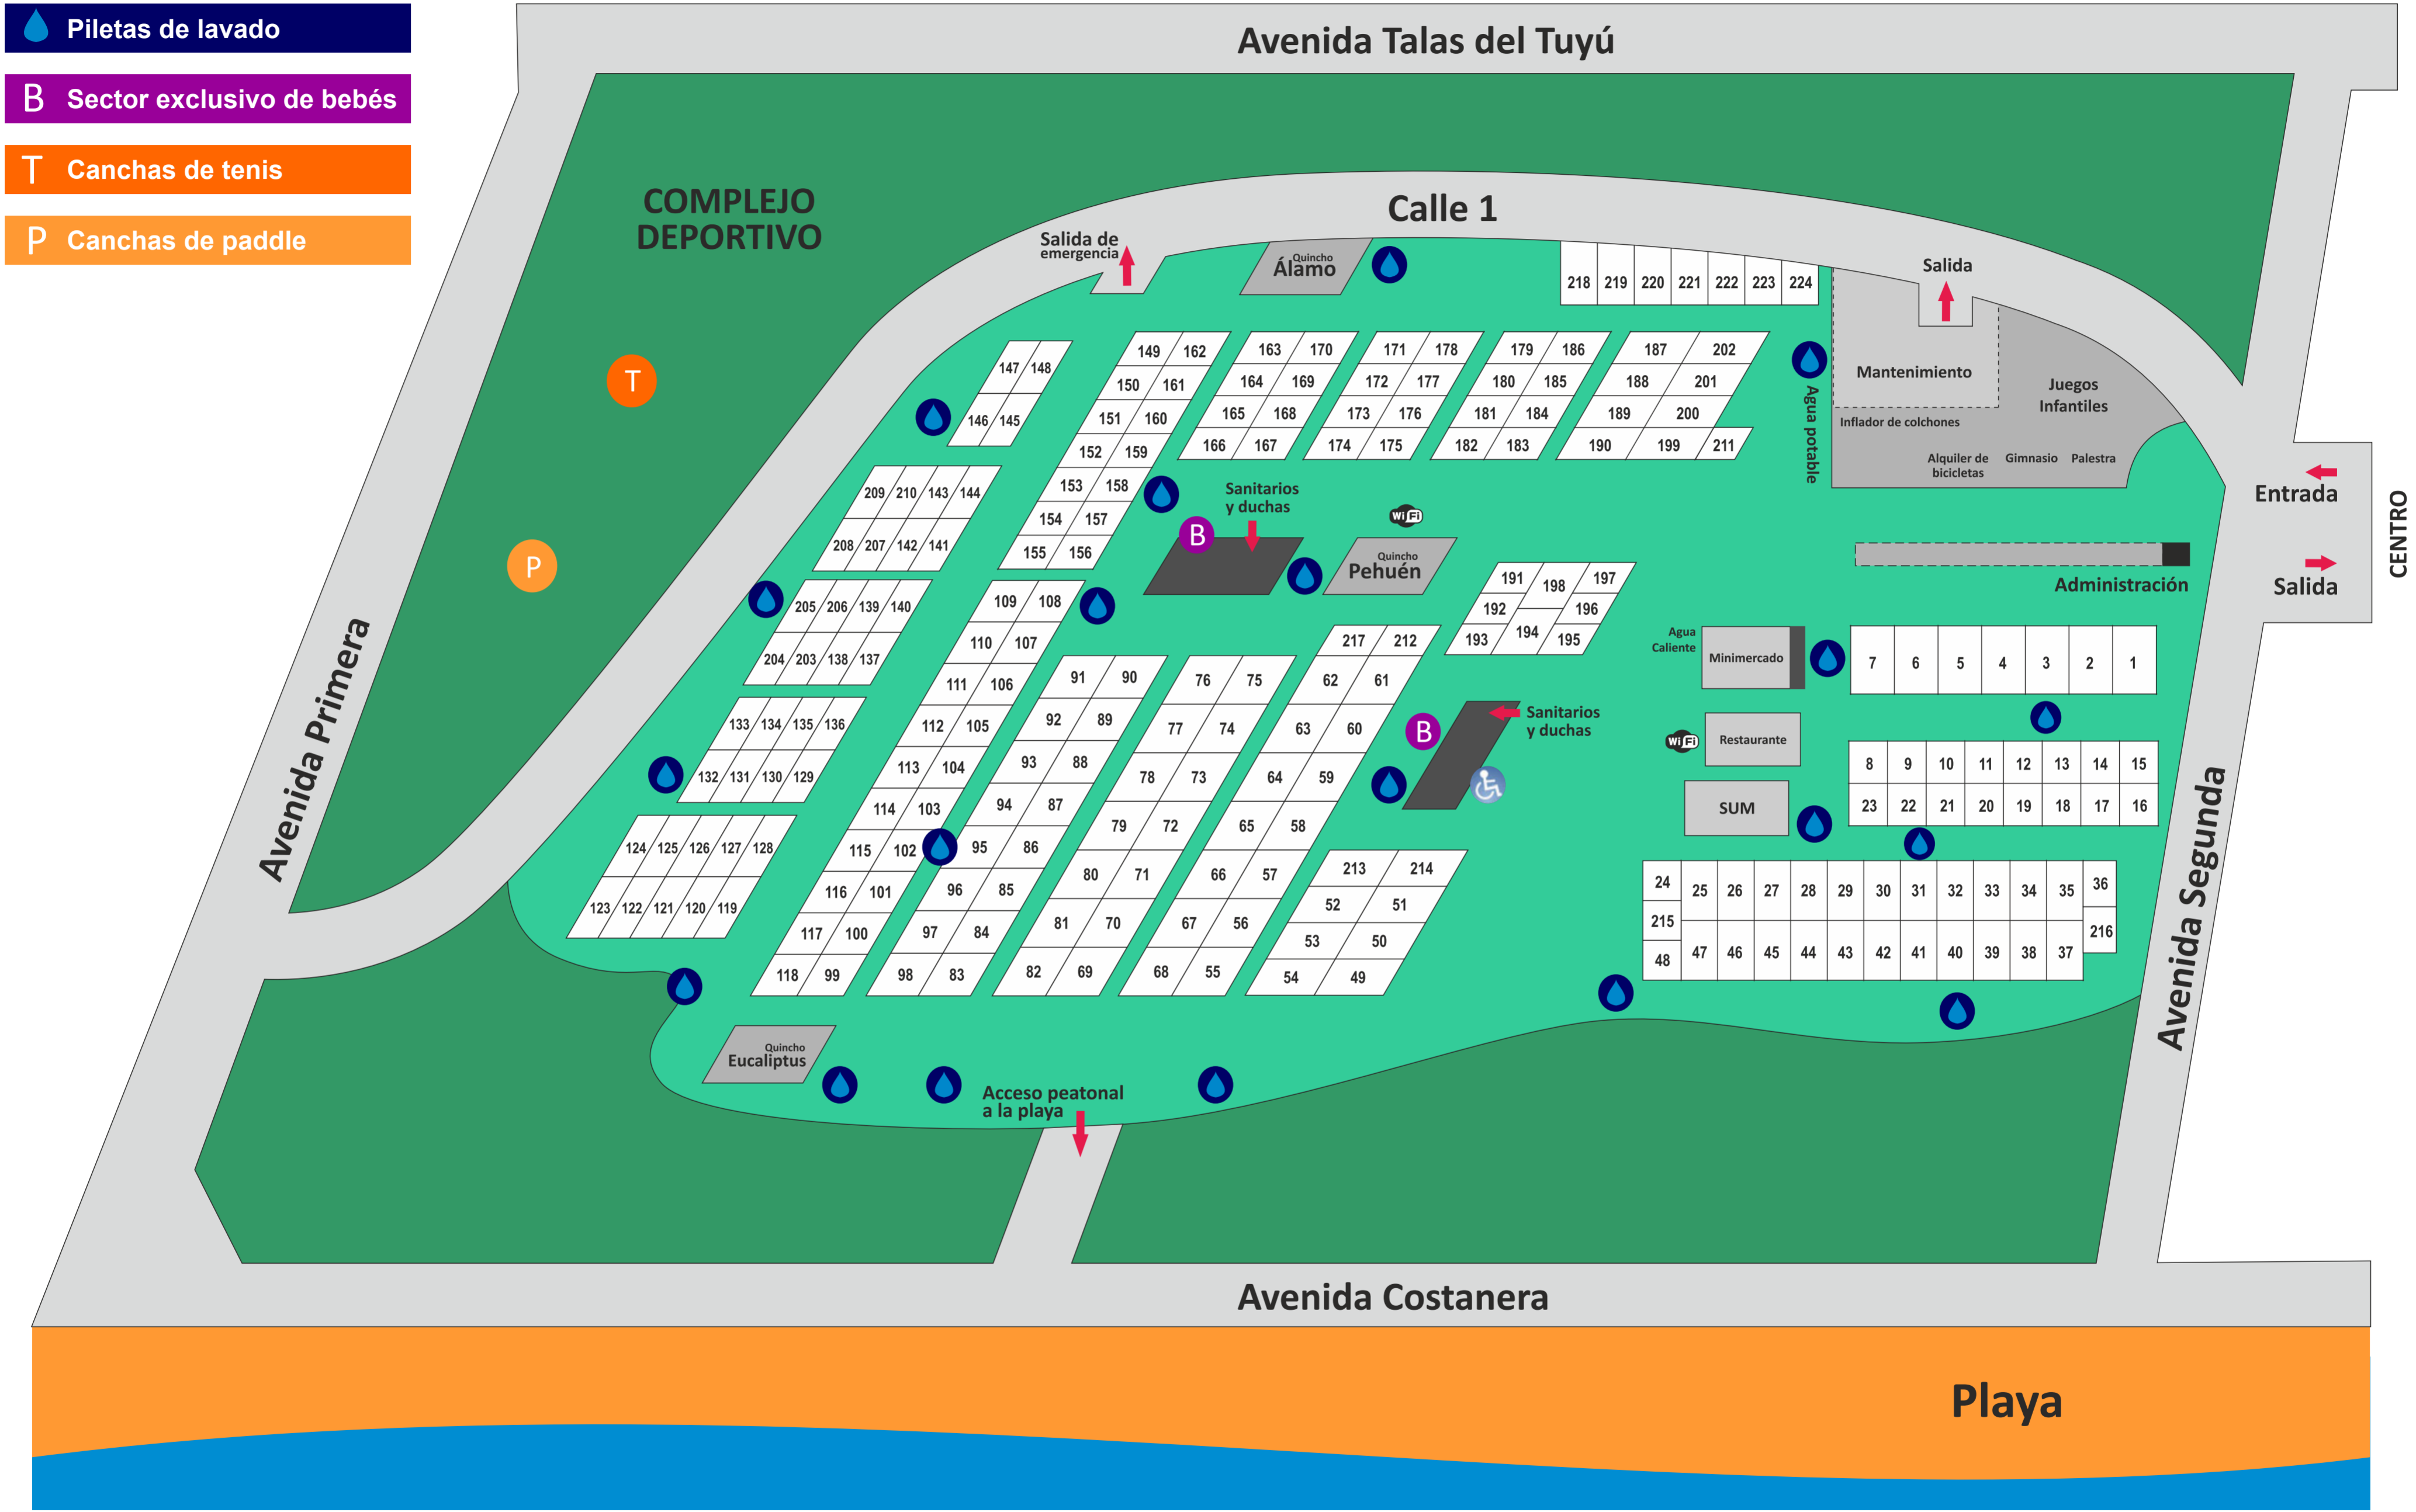 Piletas de lavado
B Sector exclusivo de bebés
T Canchas de tenis
P Canchas de paddle
Avenida Talas del Tuyú
COMPLEJO
DEPORTIVO
Calle 1
Salida de
emergencia
Quincho
Álamo
218 219 220 221 222 223 224
Salida
Mantenimiento
Juegos
Infantiles
Inflador de colchones
Alquiler de
bicicletas
Gimnasio
Palestra
Agua potable
T
P
147 148
146 145
149 162
150 161
151 160
152 159
153 158
154 157
155 156
163 170
164 169
165 168
166 167
171 178
172 177
173 176
174 175
179 186
180 185
181 184
182 183
187 202
188 201
189 200
190 199 211
209 210 143 144
208 207 142 141
205 206 139 140
204 203 138 137
133 134 135 136
132 131 130 129
124 125 126 127 128
123 122 121 120 119
Sanitarios
y duchas
B
WiFi
Quincho
Pehuén
Entrada
Salida
CENTRO
Administración
109 108
110 107
111 106
112 105
113 104
114 103
115 102
116 101
117 100
118 99
91 90
92 89
93 88
94 87
95 86
96 85
97 84
98 83
76 75
77 74
78 73
79 72
80 71
81 70
82 69
217 212
62 61
63 60
64 59
65 58
66 57
67 56
68 55
191 198 197
192 196
193 194 195
B
Sanitarios
y duchas
213 214
52 51
53 50
54 49
Agua
Caliente
Minimercado
WiFi
Restaurante
SUM
7 6 5 4 3 2 1
8 9 10 11 12 13 14 15
23 22 21 20 19 18 17 16
24 25 26 27 28 29 30 31 32 33 34 35 36
215 216
48 47 46 45 44 43 42 41 40 39 38 37
Avenida Primera
Avenida Segunda
Quincho
Eucaliptus
Acceso peatonal
a la playa
Avenida Costanera
Playa